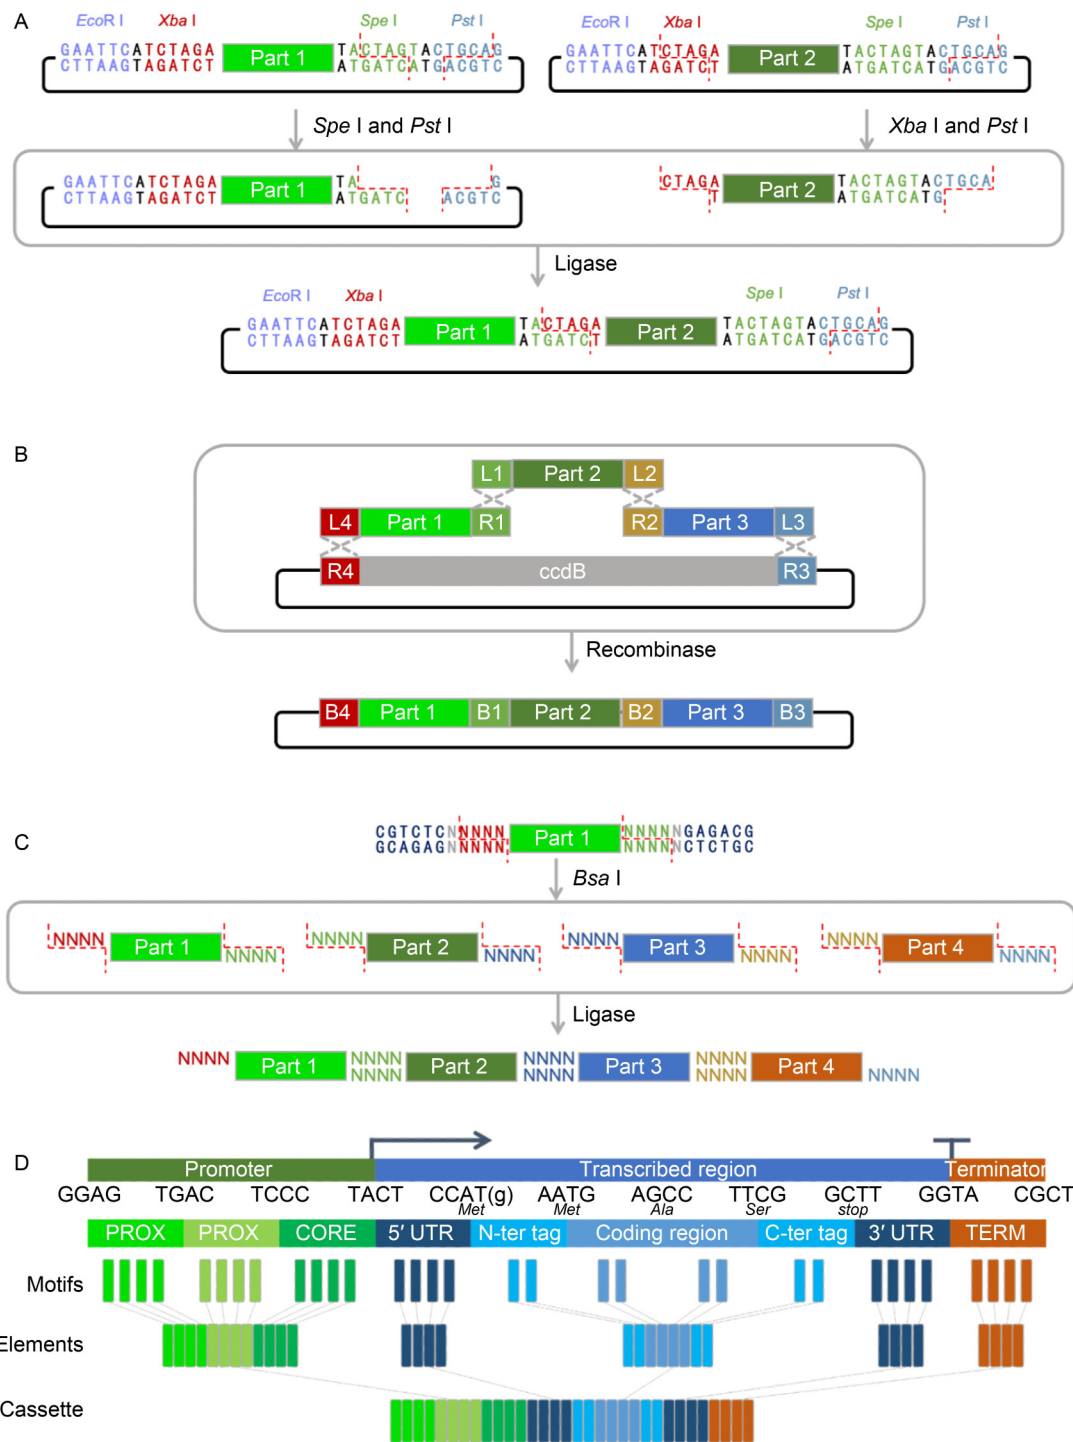 A
EcoR I Xba I Spe I Pst I EcoR I Xba I Spe I Pst I
GAATTCATCTAGA Part 1 TACTAGTACTGCAG GAATTCATCTAGA Part 2 TACTAGTACTGCAG
CTTAAGTAGATCT ATGATCATGACGTC CTTAAGTAGATCT ATGATCATGACGTC
Spe I and Pst I Xba I and Pst I
GAATTCATCTAGA Part 1 TA G CTAGA Part 2 TACTAGTACTGCA
CTTAAGTAGATCT ATGATC ACGTC T ATGATCATG
Ligase
EcoR I Xba I Spe I Pst I
GAATTCATCTAGA Part 1 TACTAGA Part 2 TACTAGTACTGCAG
CTTAAGTAGATCT ATGATCT ATGATCATGACGTC
B
L1 Part 2 L2
L4 Part 1 R1 R2 Part 3 L3
R4 ccdB R3
Recombinase
B4 Part 1 B1 Part 2 B2 Part 3 B3
C
CGTCTCNNNNN Part 1 NNNNNGAGACG
GCAGAGNNNNN NNNNNCTCTGC
Bsa I
NNNN Part 1 NNNN NNNN Part 2 NNNN NNNN Part 3 NNNN NNNN Part 4 NNNN
Ligase
NNNN Part 1 NNNN Part 2 NNNN Part 3 NNNN Part 4
NNNN NNNN NNNN NNNN
D
Promoter Transcribed region Terminator
GGAG TGAC TCCC TACT CCAT(g) AATG AGCC TTCG GCTT GGTA CGCT
Met Met Ala Ser stop
PROX PROX CORE 5′ UTR N-ter tag Coding region C-ter tag 3′ UTR TERM
Motifs
Elements
Cassette